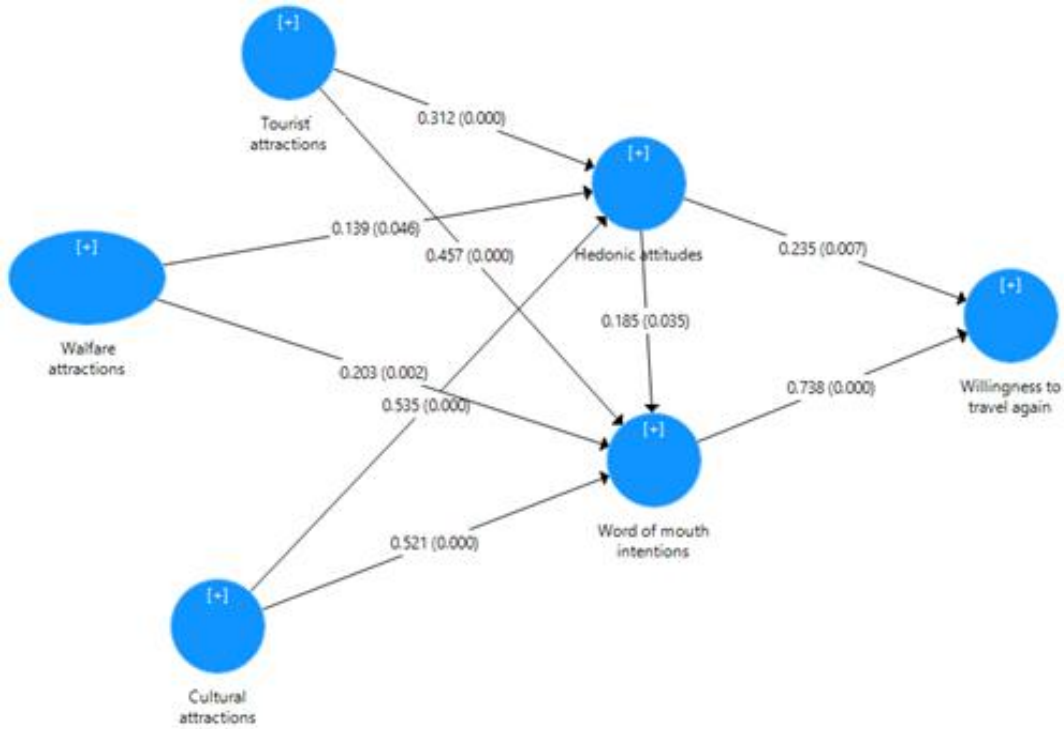 [+]
Tourist
attractions
0.312 (0.000)
[+]
Hedonic attitudes
0.139 (0.046)
[+]
Walfare
attractions
0.457 (0.000)
0.235 (0.007)
[+]
Willingness to
travel again
0.185 (0.035)
0.203 (0.002)
0.535 (0.000)
0.738 (0.000)
[+]
Word of mouth
intentions
0.521 (0.000)
[+]
Cultural
attractions